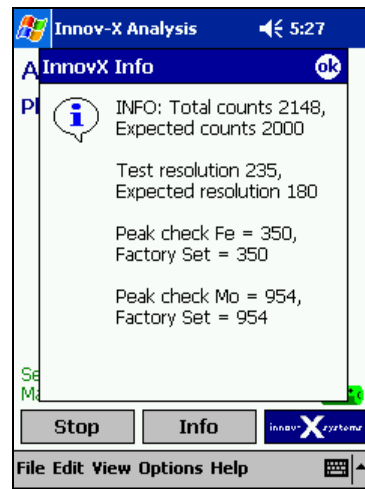 Innov-X Analysis 5:27
InnovX Info ok
INFO: Total counts 2148,
Expected counts 2000
Test resolution 235,
Expected resolution 180
Peak check Fe = 350,
Factory Set = 350
Peak check Mo = 954,
Factory Set = 954
Stop Info innov-X systems
File Edit View Options Help